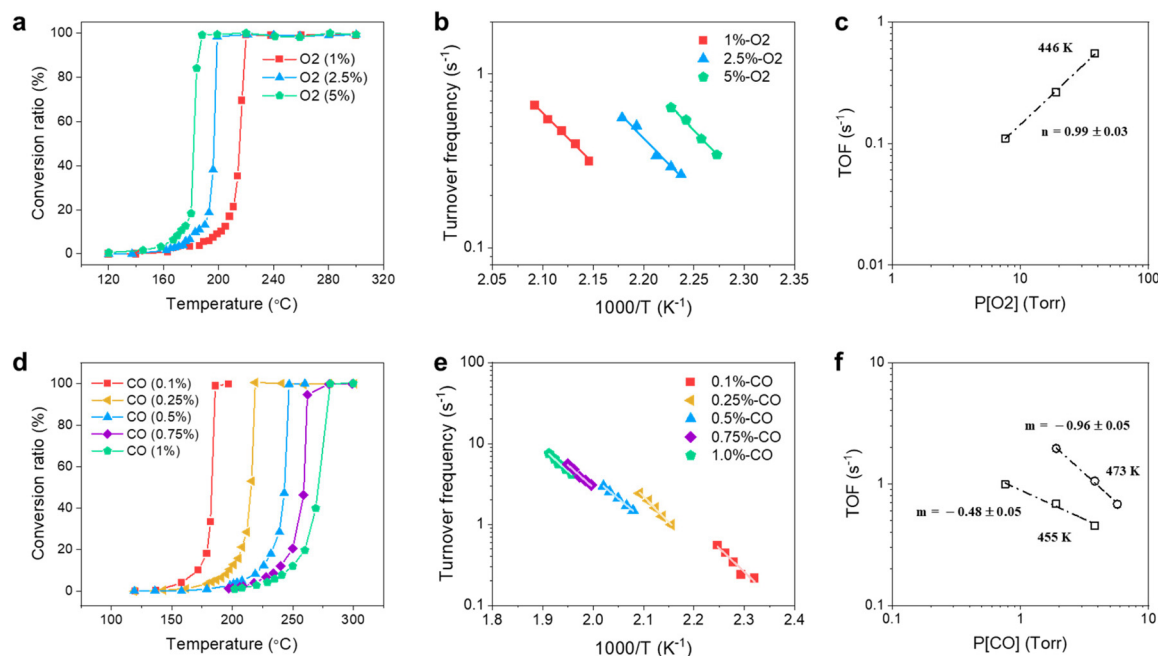 a
Conversion ratio (%)
100
80
60
40
20
0
O2 (1%)
O2 (2.5%)
O2 (5%)
120 160 200 240 280
Temperature (°C)
b
Turnover frequency (s⁻¹)
1
0.1
1%-O2
2.5%-O2
5%-O2
2.05 2.10 2.15 2.20 2.25 2.30 2.35
1000/T (K⁻¹)
c
TOF (s⁻¹)
1
0.1
0.01
446 K
n = 0.99 ± 0.03
1 10 100
P[O2] (Torr)
d
Conversion ratio (%)
100
80
60
40
20
0
CO (0.1%)
CO (0.25%)
CO (0.5%)
CO (0.75%)
CO (1%)
100 150 200 250 300
Temperature (°C)
e
Turnover frequency (s⁻¹)
100
10
1
0.1
0.1%-CO
0.25%-CO
0.5%-CO
0.75%-CO
1.0%-CO
1.8 1.9 2.0 2.1 2.2 2.3 2.4
1000/T (K⁻¹)
f
TOF (s⁻¹)
10
1
0.1
m = −0.96 ± 0.05
473 K
m = −0.48 ± 0.05
455 K
0.1 1 10
P[CO] (Torr)